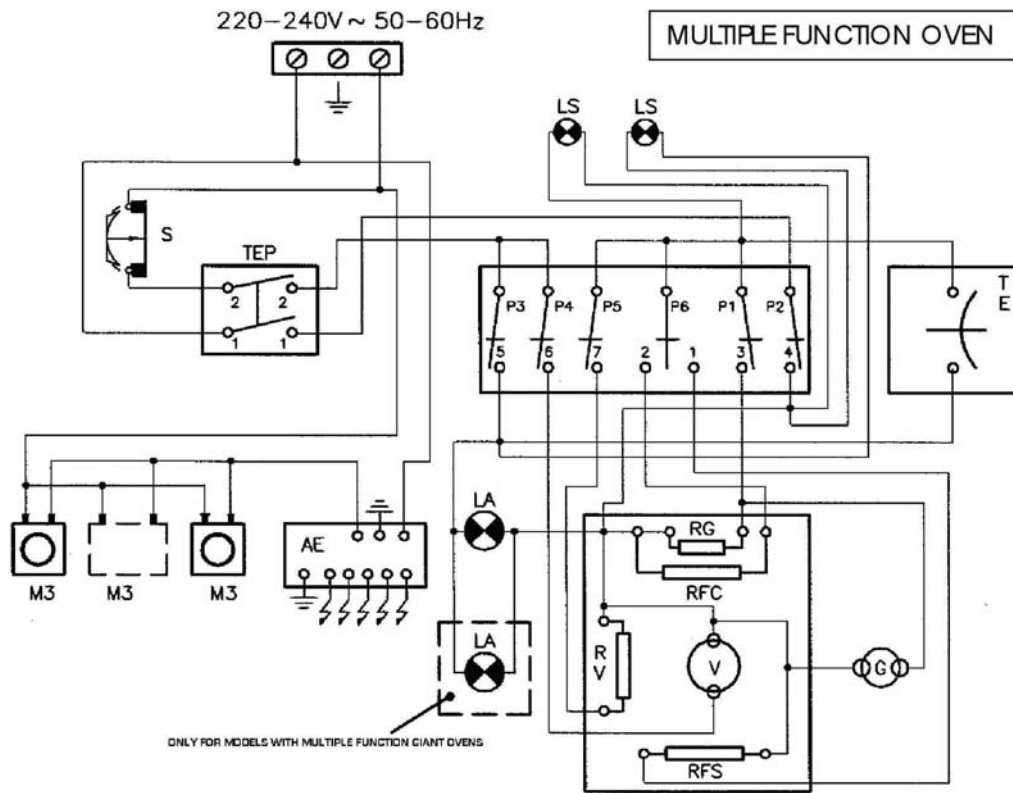 220-240V ~ 50-60Hz
MULTIPLE FUNCTION OVEN
LS LS
S
TEP
2 2
1 1
P3 P4 P5 P6 P1 P2
5 6 7 2 1 3 4
T
E
LA
AE
RG
RFC
M3 M3 M3
LA
R
V
V
G
RFS
ONLY FOR MODELS WITH MULTIPLE FUNCTION GIANT OVENS